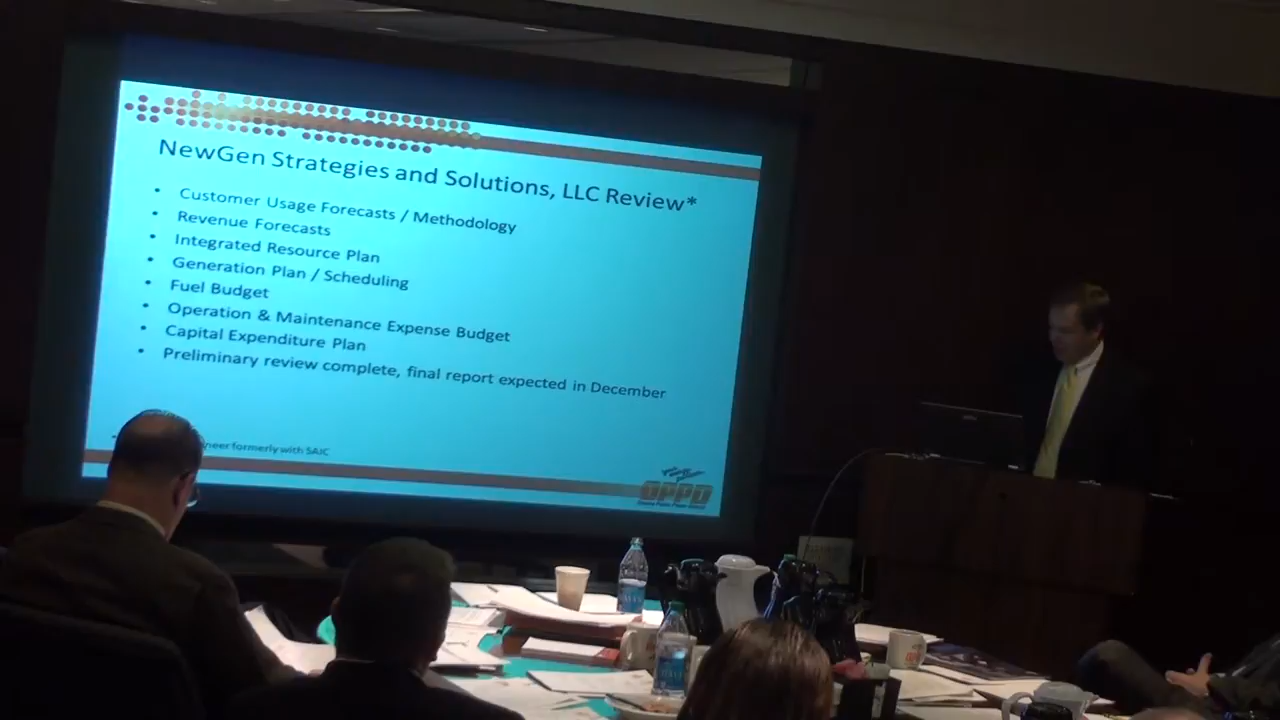 NewGen Strategies and Solutions, LLC Review*
• Customer Usage Forecasts / Methodology
• Revenue Forecasts
• Integrated Resource Plan
• Generation Plan / Scheduling
• Fuel Budget
• Operation & Maintenance Expense Budget
• Capital Expenditure Plan
• Preliminary review complete, final report expected in December
formerly with SAIC
OPPD